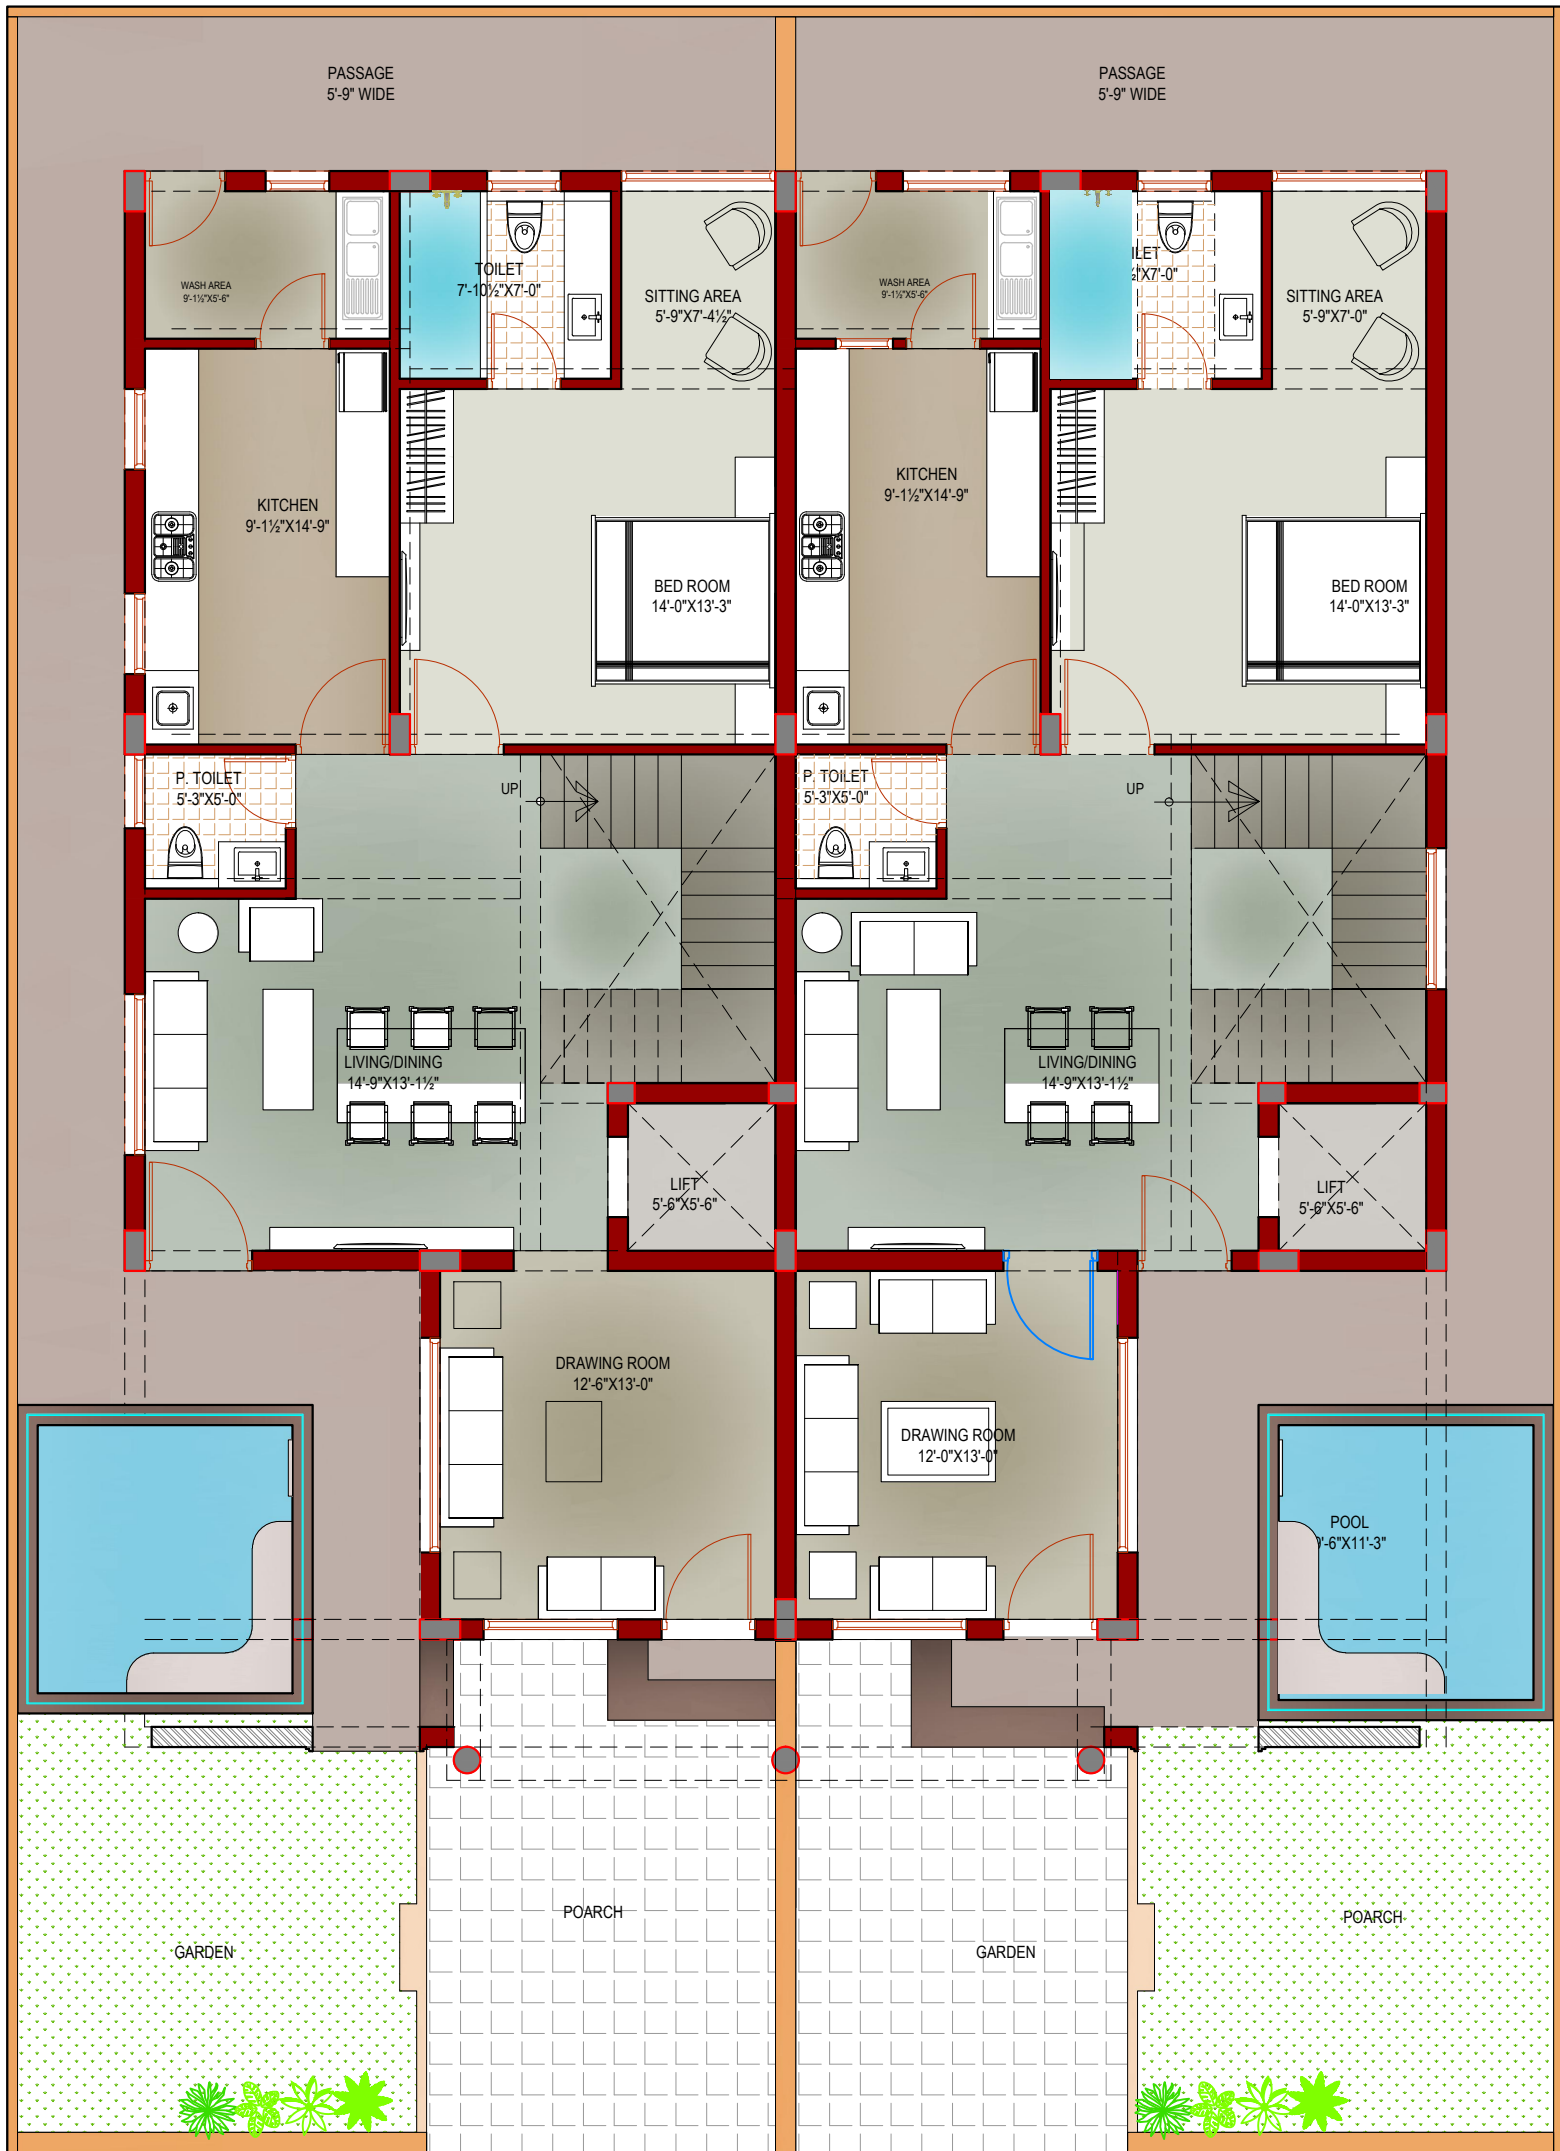 PASSAGE
5'-9" WIDE
PASSAGE
5'-9" WIDE
TOILET
7'-10½"X7'-0"
WASH AREA
9'-1½"X5'-6"
SITTING AREA
5'-9"X7'-4½"
WASH AREA
9'-1½"X5'-6"
X7'-0"
SITTING AREA
5'-9"X7'-0"
KITCHEN
9'-1½"X14'-9"
KITCHEN
9'-1½"X14'-9"
BED ROOM
14'-0"X13'-3"
BED ROOM
14'-0"X13'-3"
P. TOILET
5'-3"X5'-0"
UP
P. TOILET
5'-3"X5'-0"
UP
LIVING/DINING
14'-9"X13'-1½"
LIVING/DINING
14'-9"X13'-1½"
LIFT
5'-6"X5'-6"
LIFT
5'-6"X5'-6"
DRAWING ROOM
12'-6"X13'-0"
DRAWING ROOM
12'-0"X13'-0"
POOL
'-6"X11'-3"
POARCH
POARCH
GARDEN
GARDEN